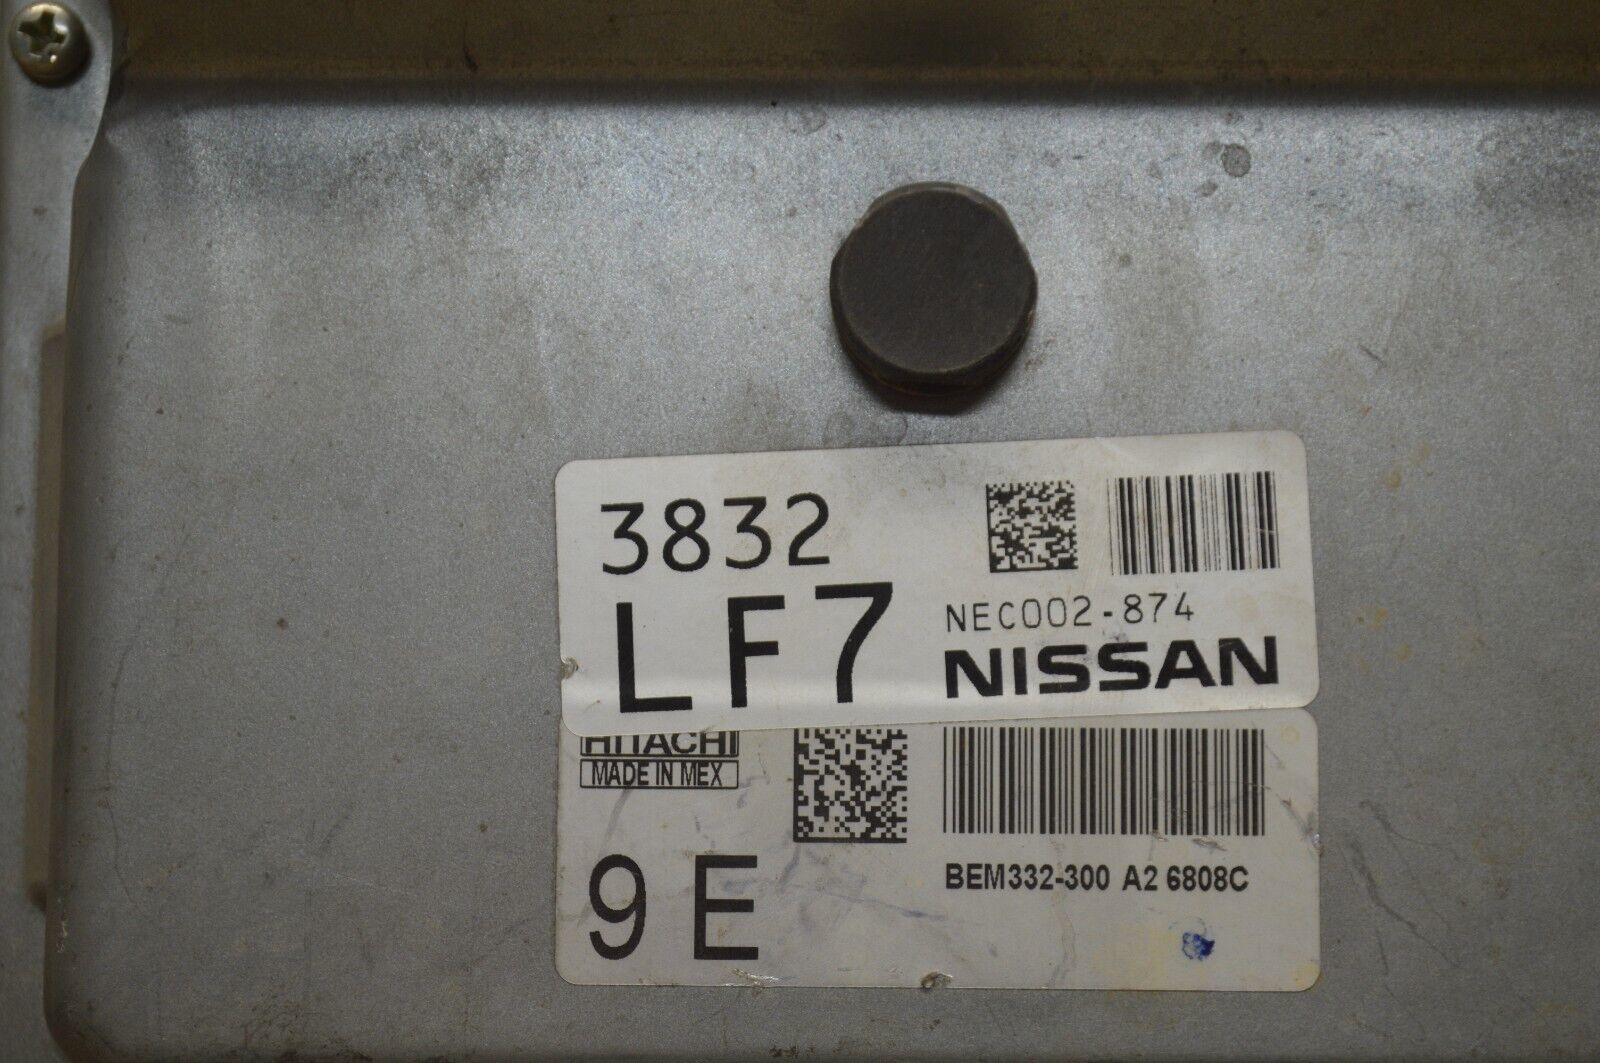 3832
LF7
NEC002-874
NISSAN
HITACHI
MADE IN MEX
9E
BEM332-300 A2 6808C